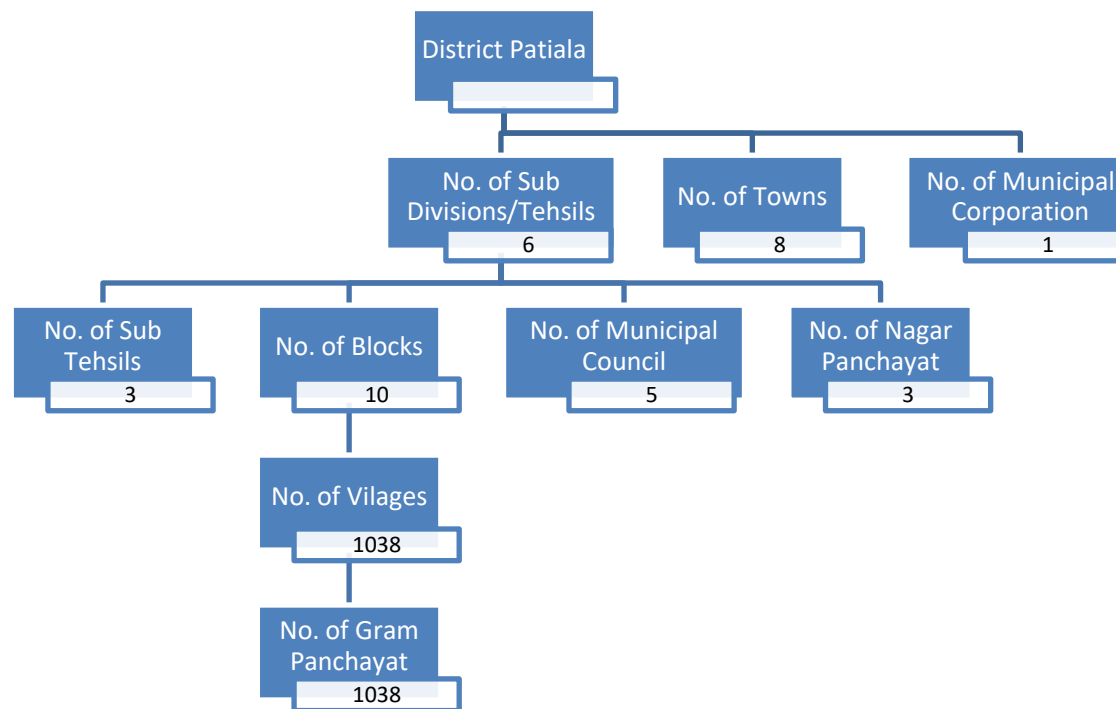 District Patiala
No. of Sub
Divisions/Tehsils
6
No. of Towns
8
No. of Municipal
Corporation
1
No. of Sub
Tehsils
3
No. of Blocks
10
No. of Municipal
Council
5
No. of Nagar
Panchayat
3
No. of Vilages
1038
No. of Gram
Panchayat
1038